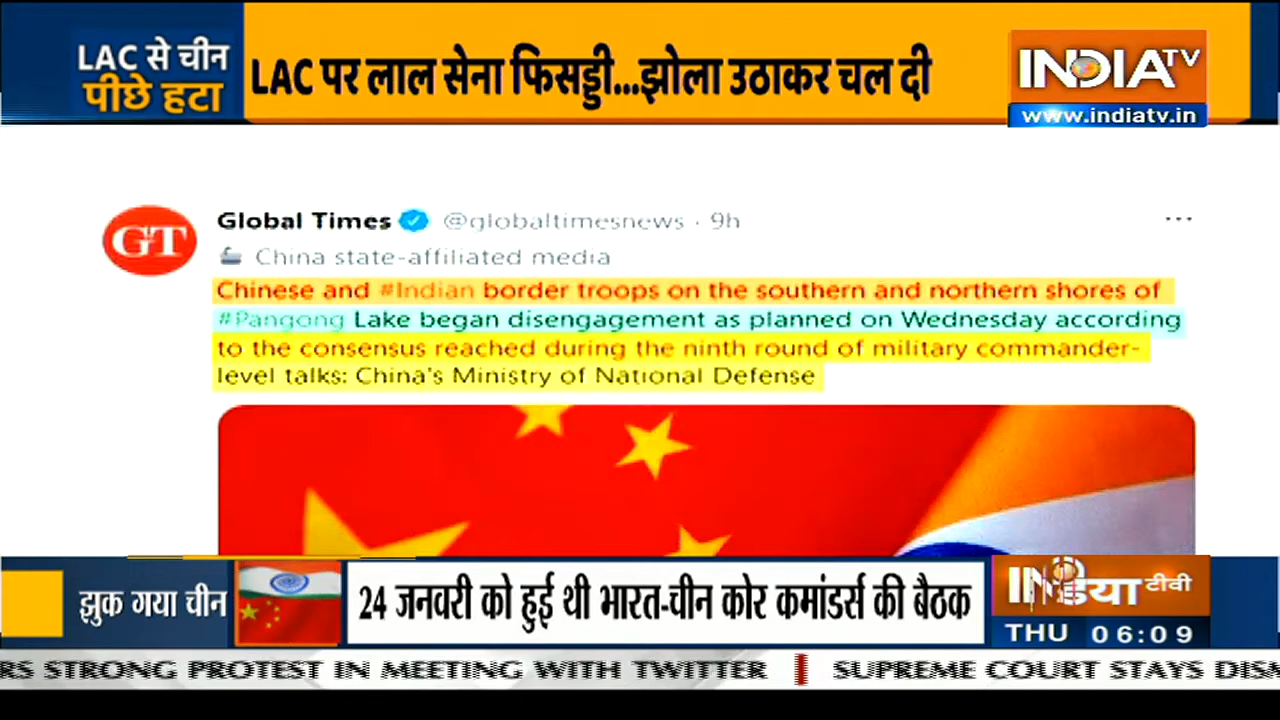 LAC से चीन
पीछे हटा
LAC पर लाल सेना फिसड्डी...झोला उठाकर चल दी
INDIA TV
www.indiatv.in
GT
Global Times @globaltimesnews · 9h
China state-affiliated media
Chinese and #Indian border troops on the southern and northern shores of
#Pangong Lake began disengagement as planned on Wednesday according
to the consensus reached during the ninth round of military commander-
level talks: China's Ministry of National Defense
झुक गया चीन
24 जनवरी को हुई थी भारत-चीन कोर कमांडर्स की बैठक
टीवी
THU 06:09
RS STRONG PROTEST IN MEETING WITH TWITTER
SUPREME COURT STAYS DISM